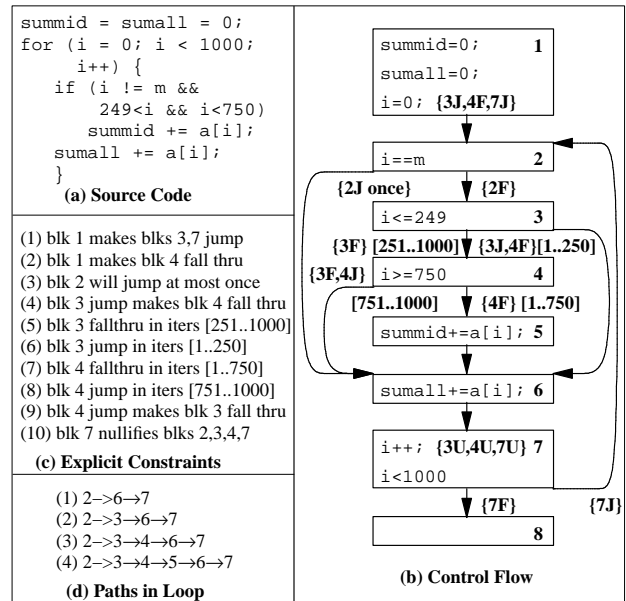 summid = sumall = 0;
for (i = 0; i < 1000;
i++) {
if (i != m &&
249<i && i<750)
summid += a[i];
sumall += a[i];
}
(a) Source Code
(1) blk 1 makes blks 3,7 jump
(2) blk 1 makes blk 4 fall thru
(3) blk 2 will jump at most once
(4) blk 3 jump makes blk 4 fall thru
(5) blk 3 fallthru in iters [251..1000]
(6) blk 3 jump in iters [1..250]
(7) blk 4 fallthru in iters [1..750]
(8) blk 4 jump in iters [751..1000]
(9) blk 4 jump makes blk 3 fall thru
(10) blk 7 nullifies blks 2,3,4,7
(c) Explicit Constraints
(1) 2–>6→7
(2) 2–>3→6→7
(3) 2–>3→4→6→7
(4) 2–>3→4→5→6→7
(d) Paths in Loop
summid=0; 1
sumall=0;
i=0; {3J,4F,7J}
i==m 2
{2J once} {2F}
i<=249 3
{3F} [251..1000] {3J,4F}[1..250]
{3F,4J} i>=750 4
[751..1000] {4F} [1..750]
summid+=a[i]; 5
sumall+=a[i]; 6
i++; {3U,4U,7U} 7
i<1000
{7F} {7J}
8
(b) Control Flow